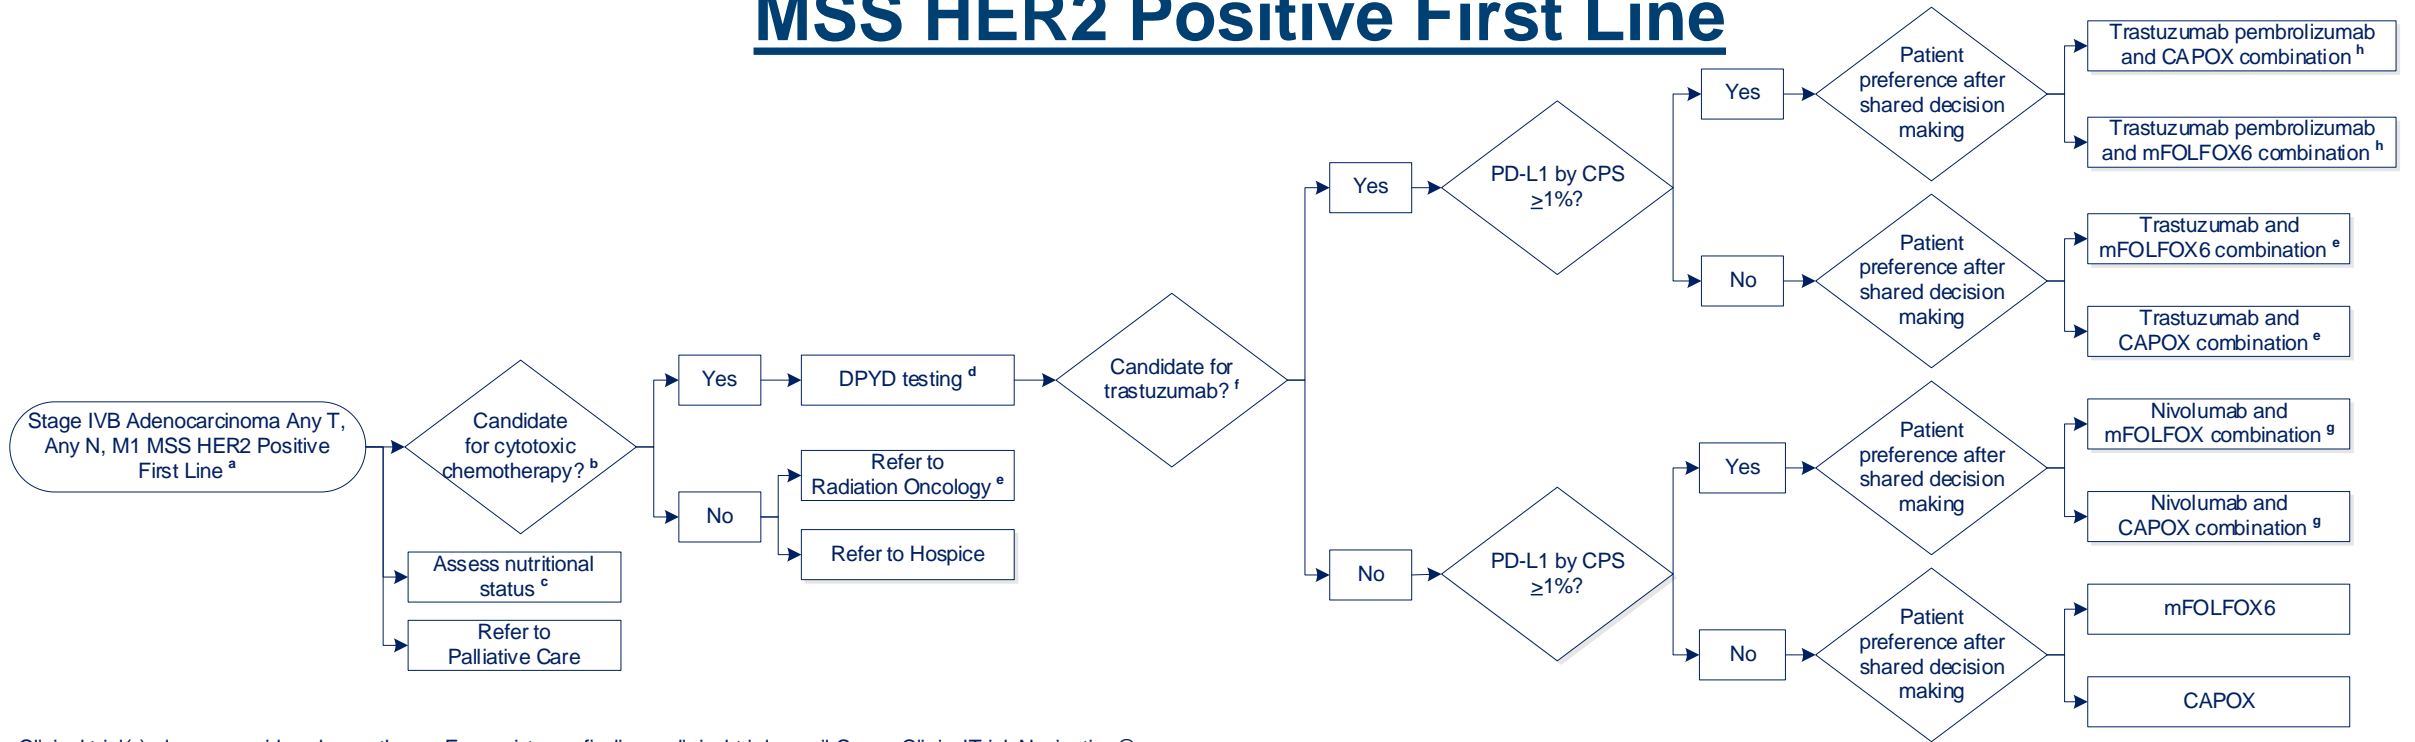 MSS HER2 Positive First Line
Stage IVB Adenocarcinoma Any T,
Any N, M1 MSS HER2 Positive
First Line a
Candidate
for cytotoxic
chemotherapy? b
Assess nutritional
status c
Refer to
Palliative Care
Yes
DPYD testing d
No
Refer to
Radiation Oncology e
Refer to Hospice
Candidate for
trastuzumab? f
Yes
PD-L1 by CPS
≥1%?
Yes
Patient
preference after
shared decision
making
Trastuzumab pembrolizumab
and CAPOX combination h
Trastuzumab pembrolizumab
and mFOLFOX6 combination h
No
Patient
preference after
shared decision
making
Trastuzumab and
mFOLFOX6 combination e
Trastuzumab and
CAPOX combination e
No
PD-L1 by CPS
≥1%?
Yes
Patient
preference after
shared decision
making
Nivolumab and
mFOLFOX combination g
Nivolumab and
CAPOX combination g
No
Patient
preference after
shared decision
making
mFOLFOX6
CAPOX